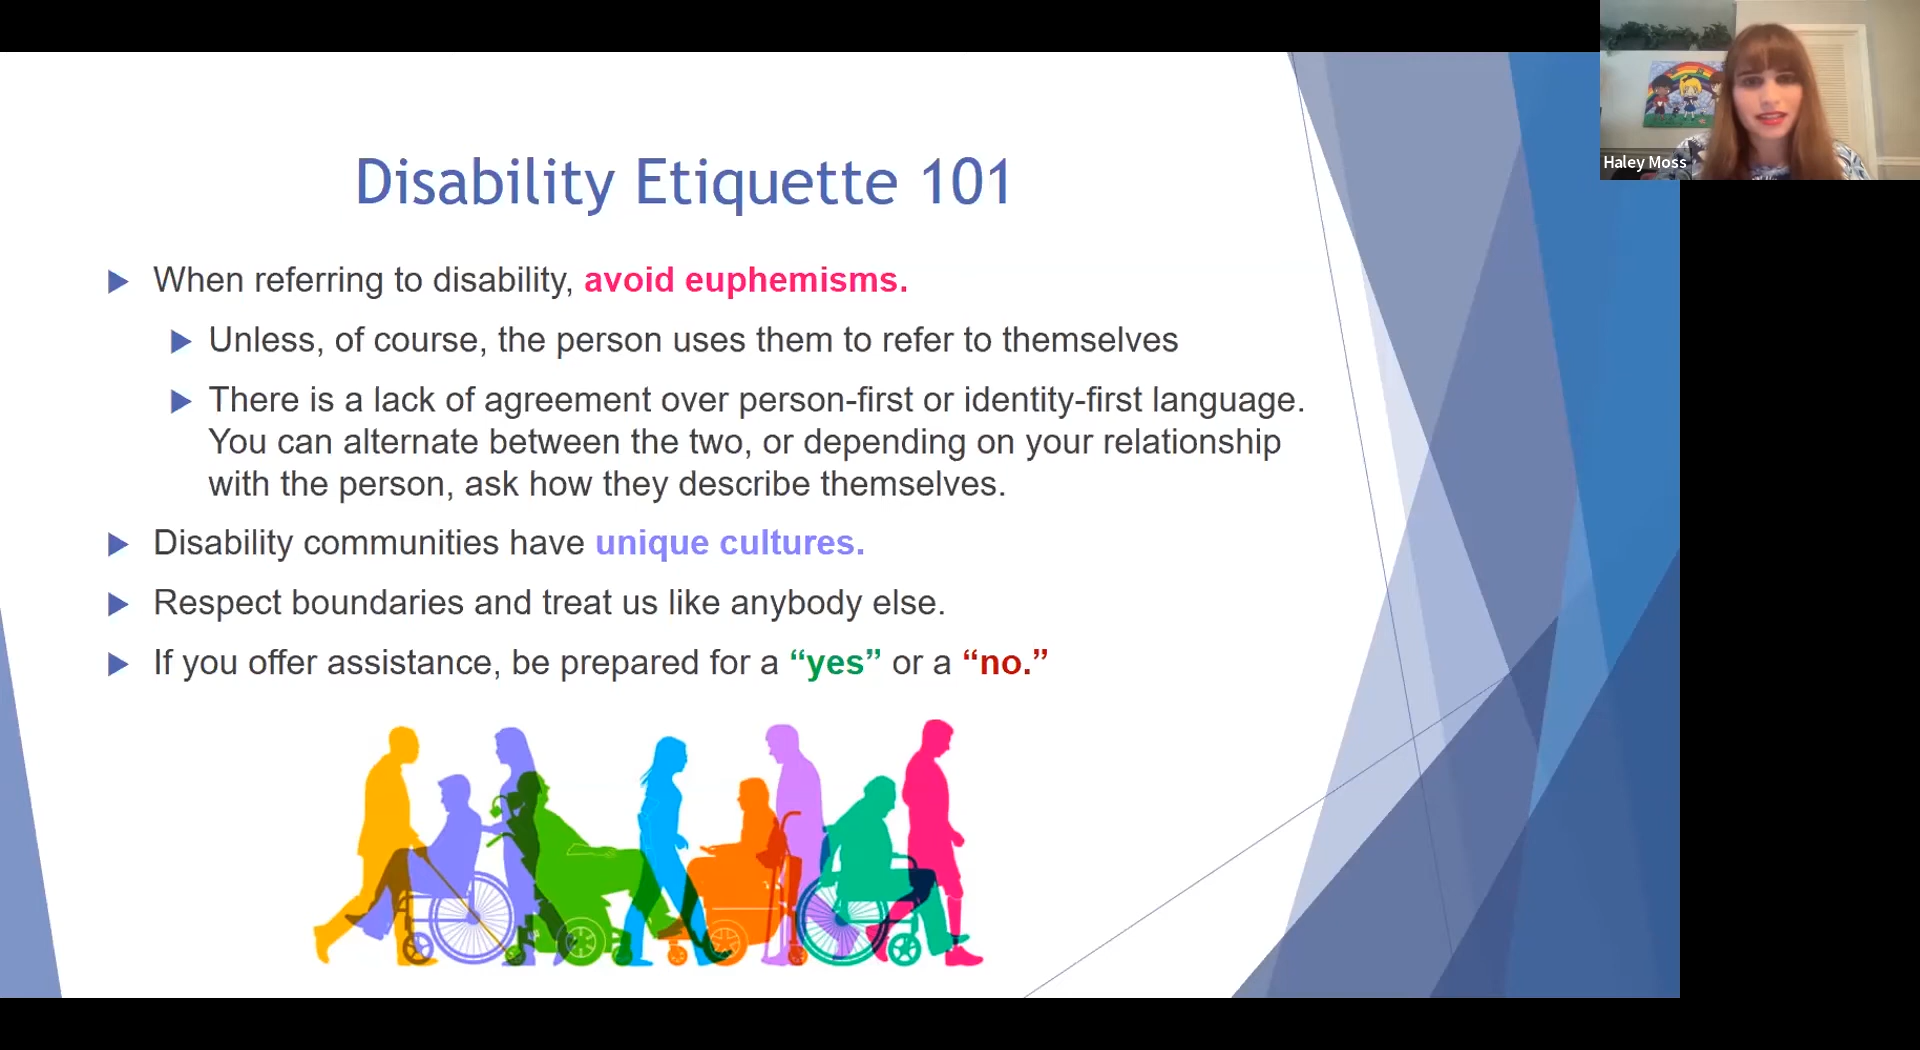 Disability Etiquette 101
When referring to disability, avoid euphemisms.
Unless, of course, the person uses them to refer to themselves
There is a lack of agreement over person-first or identity-first language.
You can alternate between the two, or depending on your relationship
with the person, ask how they describe themselves.
Disability communities have unique cultures.
Respect boundaries and treat us like anybody else.
If you offer assistance, be prepared for a “yes” or a “no.”
Haley Moss